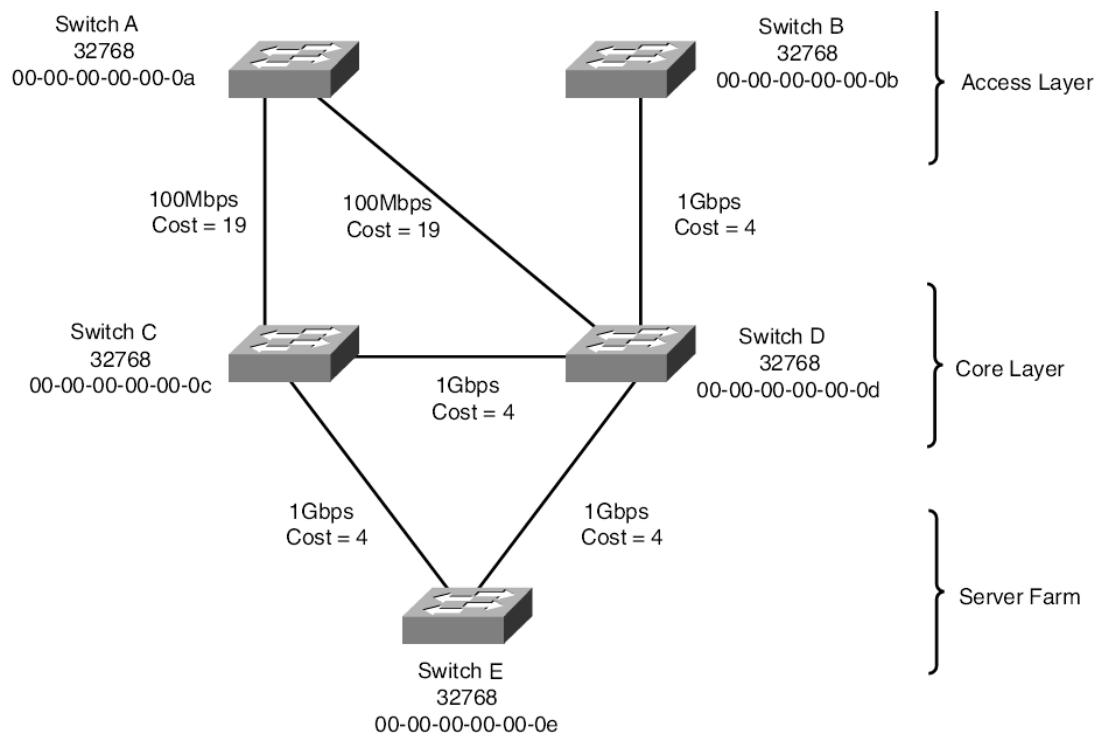 Switch A
32768
00-00-00-00-00-0a
Switch B
32768
00-00-00-00-00-0b
Access Layer
100Mbps
Cost = 19
100Mbps
Cost = 19
1Gbps
Cost = 4
Switch C
32768
00-00-00-00-00-0c
1Gbps
Cost = 4
Switch D
32768
00-00-00-00-00-0d
Core Layer
1Gbps
Cost = 4
1Gbps
Cost = 4
Server Farm
Switch E
32768
00-00-00-00-00-0e